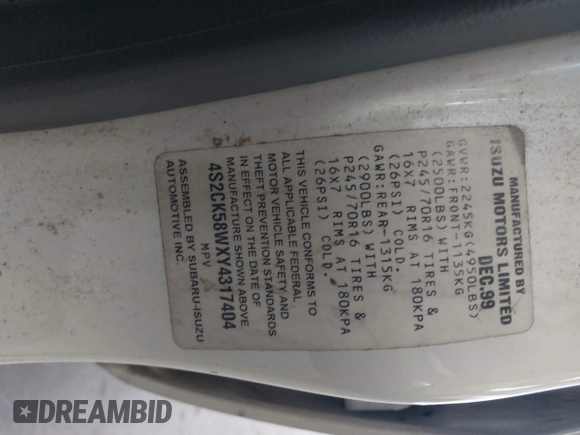 MANUFACTURED BY
ISUZU MOTORS LIMITED
DEC.99
GVWR:2245KG(4950LBS)
GAWR:FRONT-1135KG
(2500LBS) WITH
P245/70R16 TIRES &
16X7 RIMS AT 180KPA
(26PSI) COLD.
GAWR:REAR-1315KG
(2900LBS) WITH
P245/70R16 TIRES &
16X7 RIMS AT 180KPA
(26PSI) COLD.
THIS VEHICLE CONFORMS TO
ALL APPLICABLE FEDERAL
MOTOR VEHICLE SAFETY AND
THEFT PREVENTION STANDARDS
IN EFFECT ON THE DATE OF
MANUFACTURE SHOWN ABOVE.
4S2CK58WXY4317404
MPV
ASSEMBLED BY SUBARU-ISUZU
AUTOMOTIVE INC.
DREAMBID